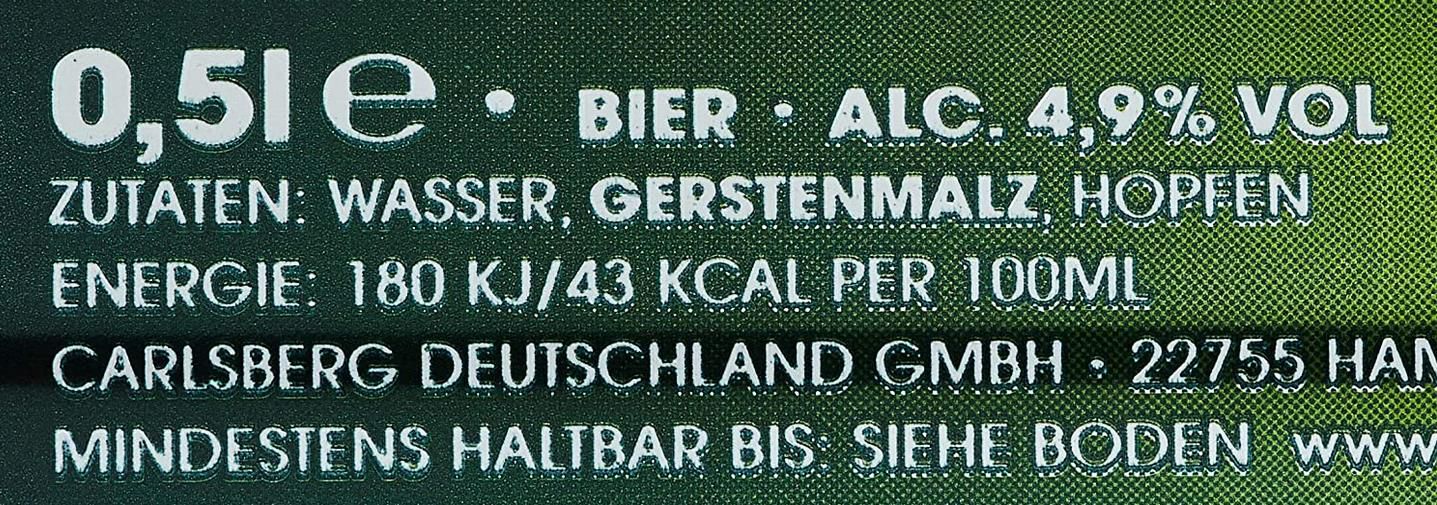 0,5l ℮ • BIER • ALC. 4,9% VOL
ZUTATEN: WASSER, GERSTENMALZ, HOPFEN
ENERGIE: 180 KJ/43 KCAL PER 100ML
CARLSBERG DEUTSCHLAND GMBH • 22755
MINDESTENS HALTBAR BIS: SIEHE BODEN